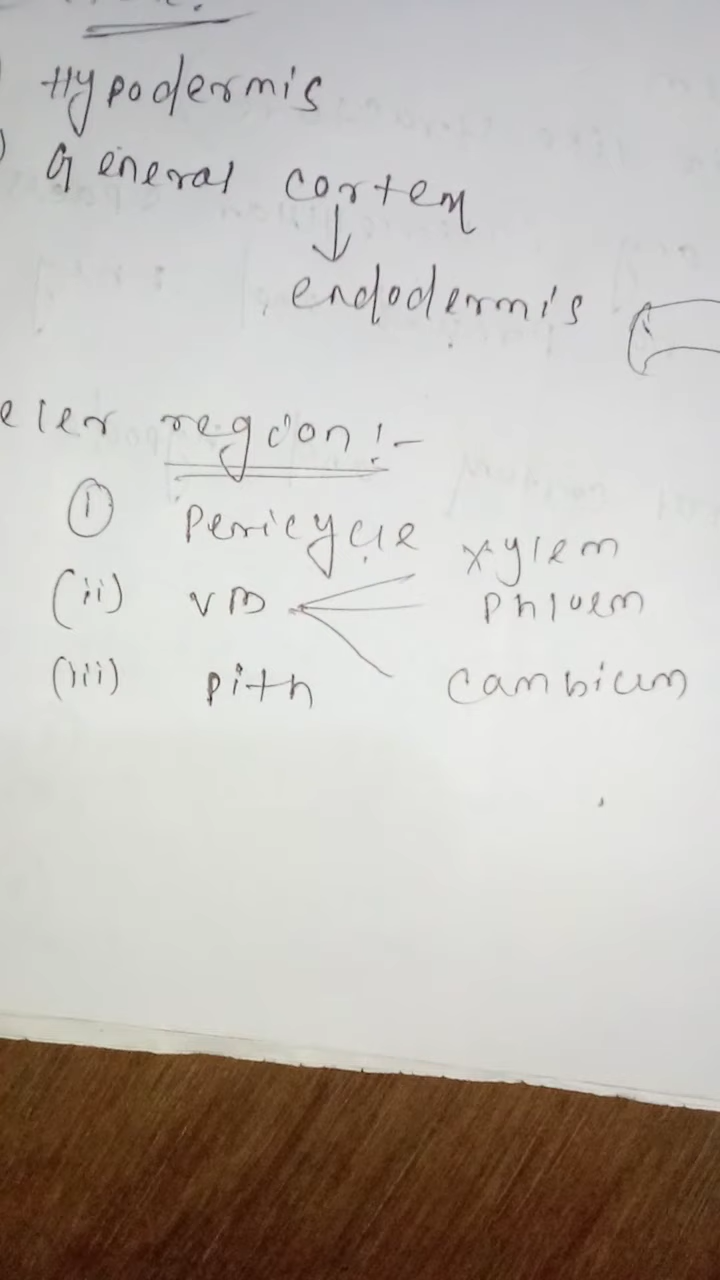 Hypodermis
General cortex
endodermis
eler region :-
(i) Pericycle
xylem
(ii) VB
Phloem
(iii) Pith
Cambium